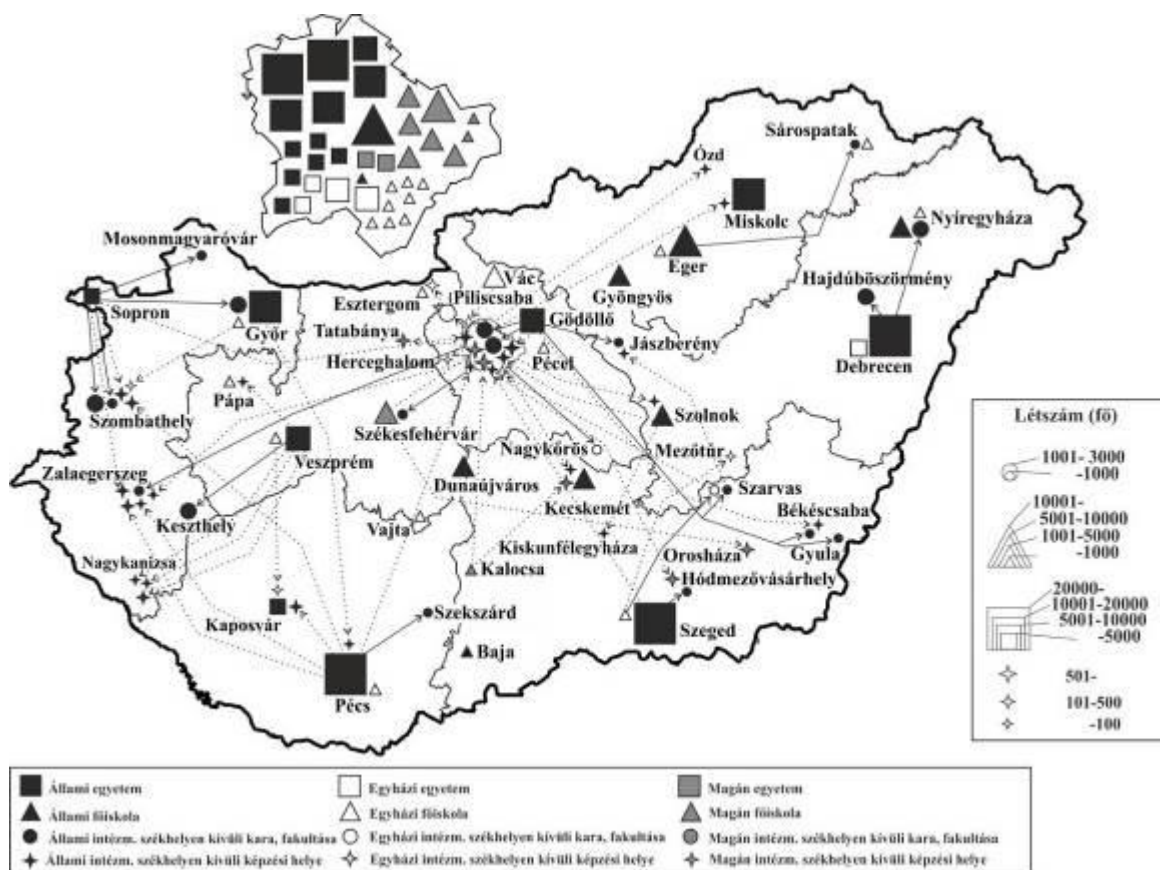 Sárospatak
Ózd
Miskolc
Nyíregyháza
Mosonmagyaróvár
Eger
Vác
Hajdúböszörmény
Esztergom
Piliscsaba
Gyöngyös
Sopron
Győr
Tatabánya
Gödöllő
Jászberény
Herceghalom
Pécel
Debrecen
Pápa
Szombathely
Székesfehérvár
Szolnok
Létszám (fő)
Veszprém
Nagykőrös
Mezőtúr
1001- 3000
-1000
Zalaegerszeg
Dunaújváros
Szarvas
Keszthely
Kecskemét
Békéscsaba
10001-
5001-10000
1001-5000
-1000
Vajta
Kiskunfélegyháza
Gyula
Nagykanizsa
Orosháza
Kalocsa
Hódmezővásárhely
20000-
10001-20000
5001-10000
-5000
Kaposvár
Szekszárd
Szeged
Baja
501-
101-500
-100
Pécs
Állami egyetem
Egyházi egyetem
Magán egyetem
Állami főiskola
Egyházi főiskola
Magán főiskola
Állami intézm. székhelyen kívüli kara, fakultása
Egyházi intézm. székhelyen kívüli kara, fakultása
Magán intézm. székhelyen kívüli kara, fakultása
Állami intézm. székhelyen kívüli képzési helye
Egyházi intézm. székhelyen kívüli képzési helye
Magán intézm. székhelyen kívüli képzési helye